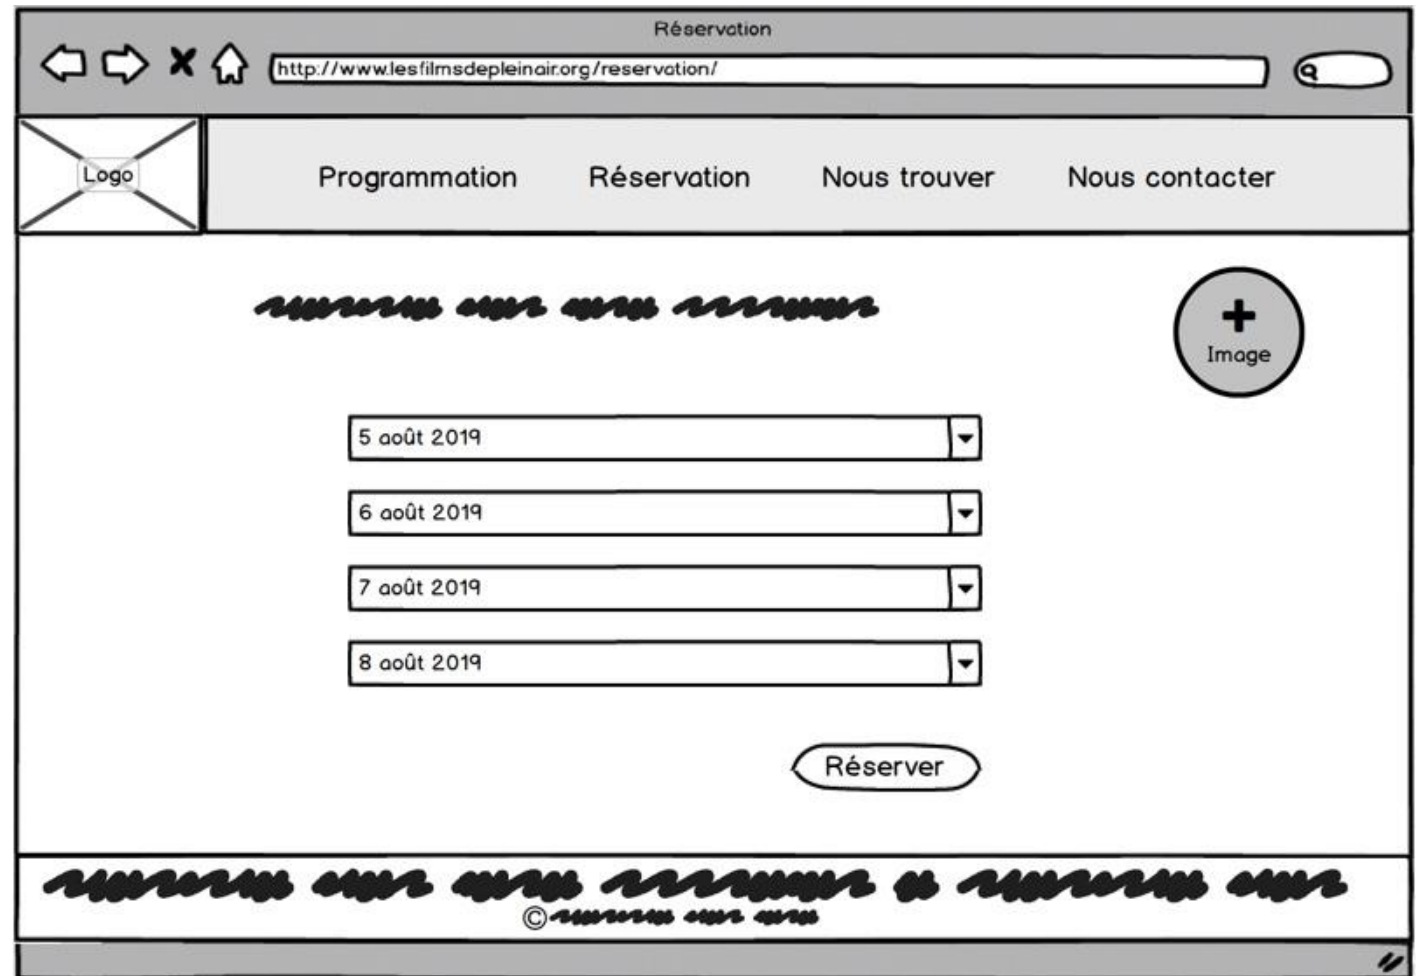 Réservation
http://www.lesfilmsdepleinair.org/reservation/
Logo
Programmation Réservation Nous trouver Nous contacter
Image
5 août 2019
6 août 2019
7 août 2019
8 août 2019
Réserver
©